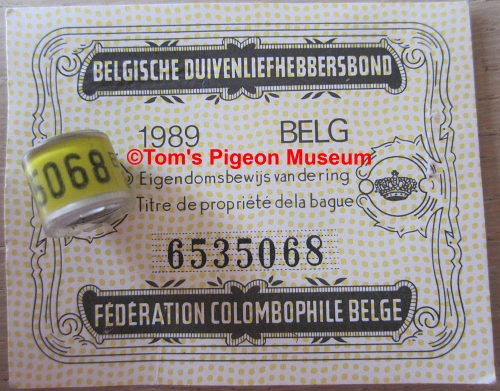 BELGISCHE DUIVENLIEFHEBBERSBOND
1989 BELG
©Tom's Pigeon Museum
5068
Eigendomsbewijs van de ring
Titre de propriété de la bague
6535068
FÉDÉRATION COLOMBOPHILE BELGE